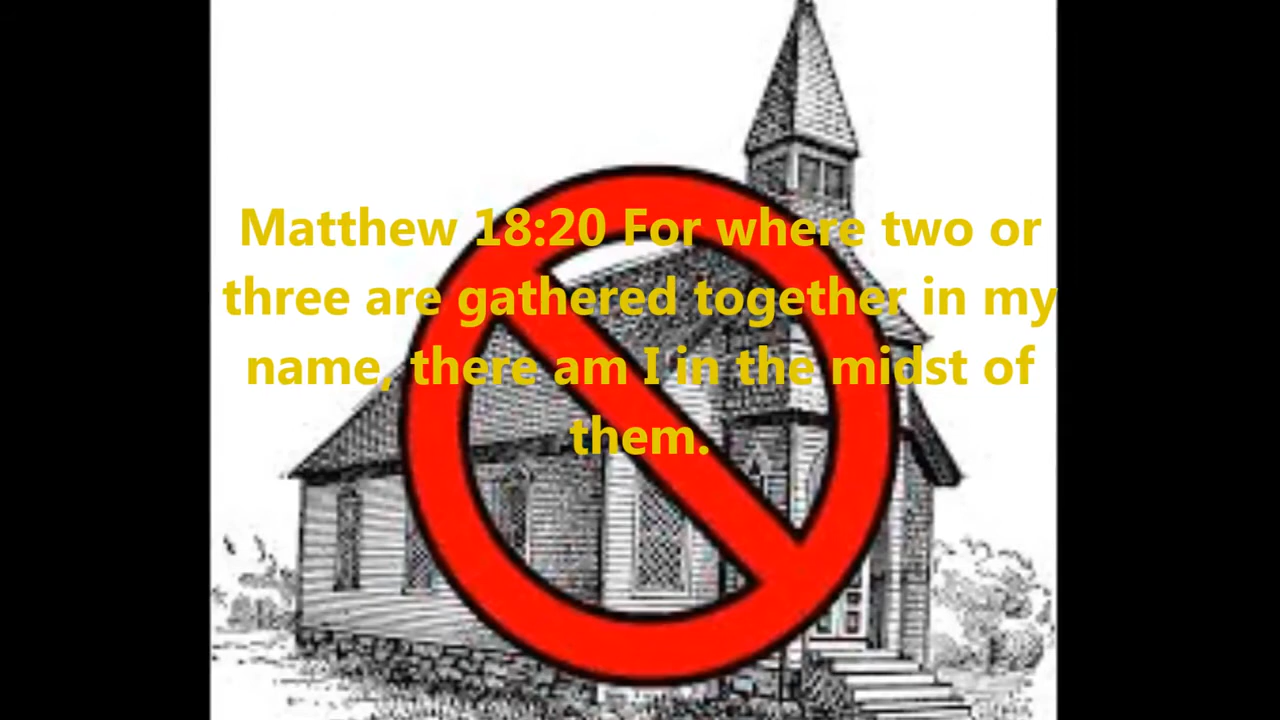 Matthew 18:20 For where two or
three are gathered together in my
name, there am I in the midst of
them.